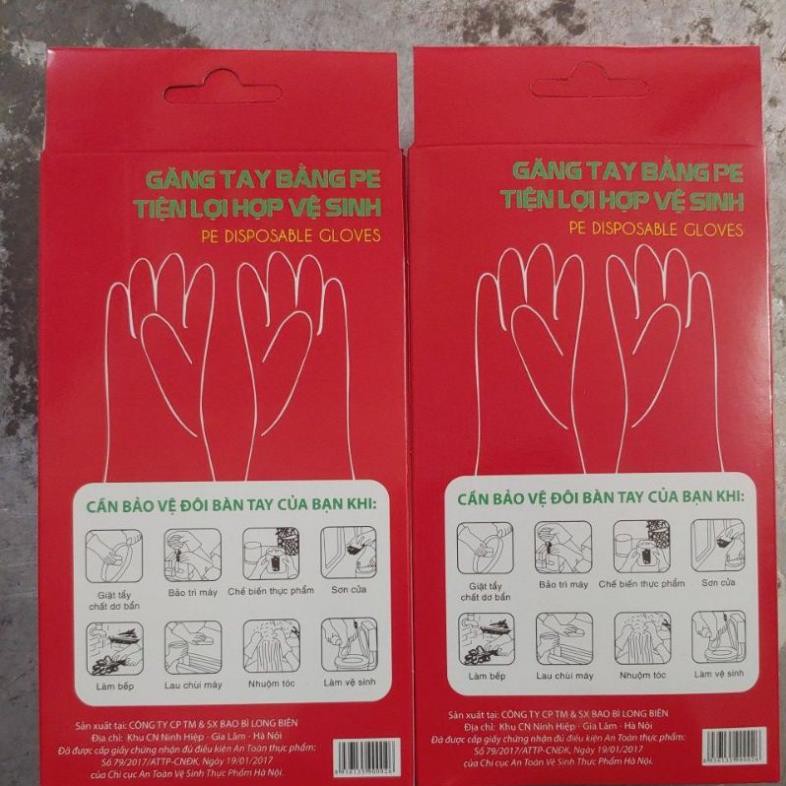 GĂNG TAY BẰNG PE
TIỆN LỢI HỢP VỆ SINH
PE DISPOSABLE GLOVES
CẦN BẢO VỆ ĐÔI BÀN TAY CỦA BẠN KHI:
Giặt tẩy
chất dơ bẩn
Bảo trì máy
Chế biến thực phẩm
Sơn cửa
Làm bếp
Lau chùi máy
Nhuộm tóc
Làm vệ sinh
Sản xuất tại: CÔNG TY CP TM & SX BAO BÌ LONG BIÊN
Địa chỉ: Khu CN Ninh Hiệp - Gia Lâm - Hà Nội
Đã được cấp giấy chứng nhận đủ điều kiện An Toàn thực phẩm:
Số 79/2017/ATTP-CNĐK, Ngày 19/01/2017
của Chi cục An Toàn Vệ Sinh Thực Phẩm Hà Nội.
GĂNG TAY BẰNG PE
TIỆN LỢI HỢP VỆ SINH
PE DISPOSABLE GLOVES
CẦN BẢO VỆ ĐÔI BÀN TAY CỦA BẠN KHI:
Giặt tẩy
chất dơ bẩn
Bảo trì máy
Chế biến thực phẩm
Sơn cửa
Làm bếp
Lau chùi máy
Nhuộm tóc
Làm vệ sinh
Sản xuất tại: CÔNG TY CP TM & SX BAO BÌ LONG BIÊN
Địa chỉ: Khu CN Ninh Hiệp - Gia Lâm - Hà Nội
Đã được cấp giấy chứng nhận đủ điều kiện An Toàn thực phẩm:
Số 79/2017/ATTP-CNĐK, Ngày 19/01/2017
của Chi cục An Toàn Vệ Sinh Thực Phẩm Hà Nội.